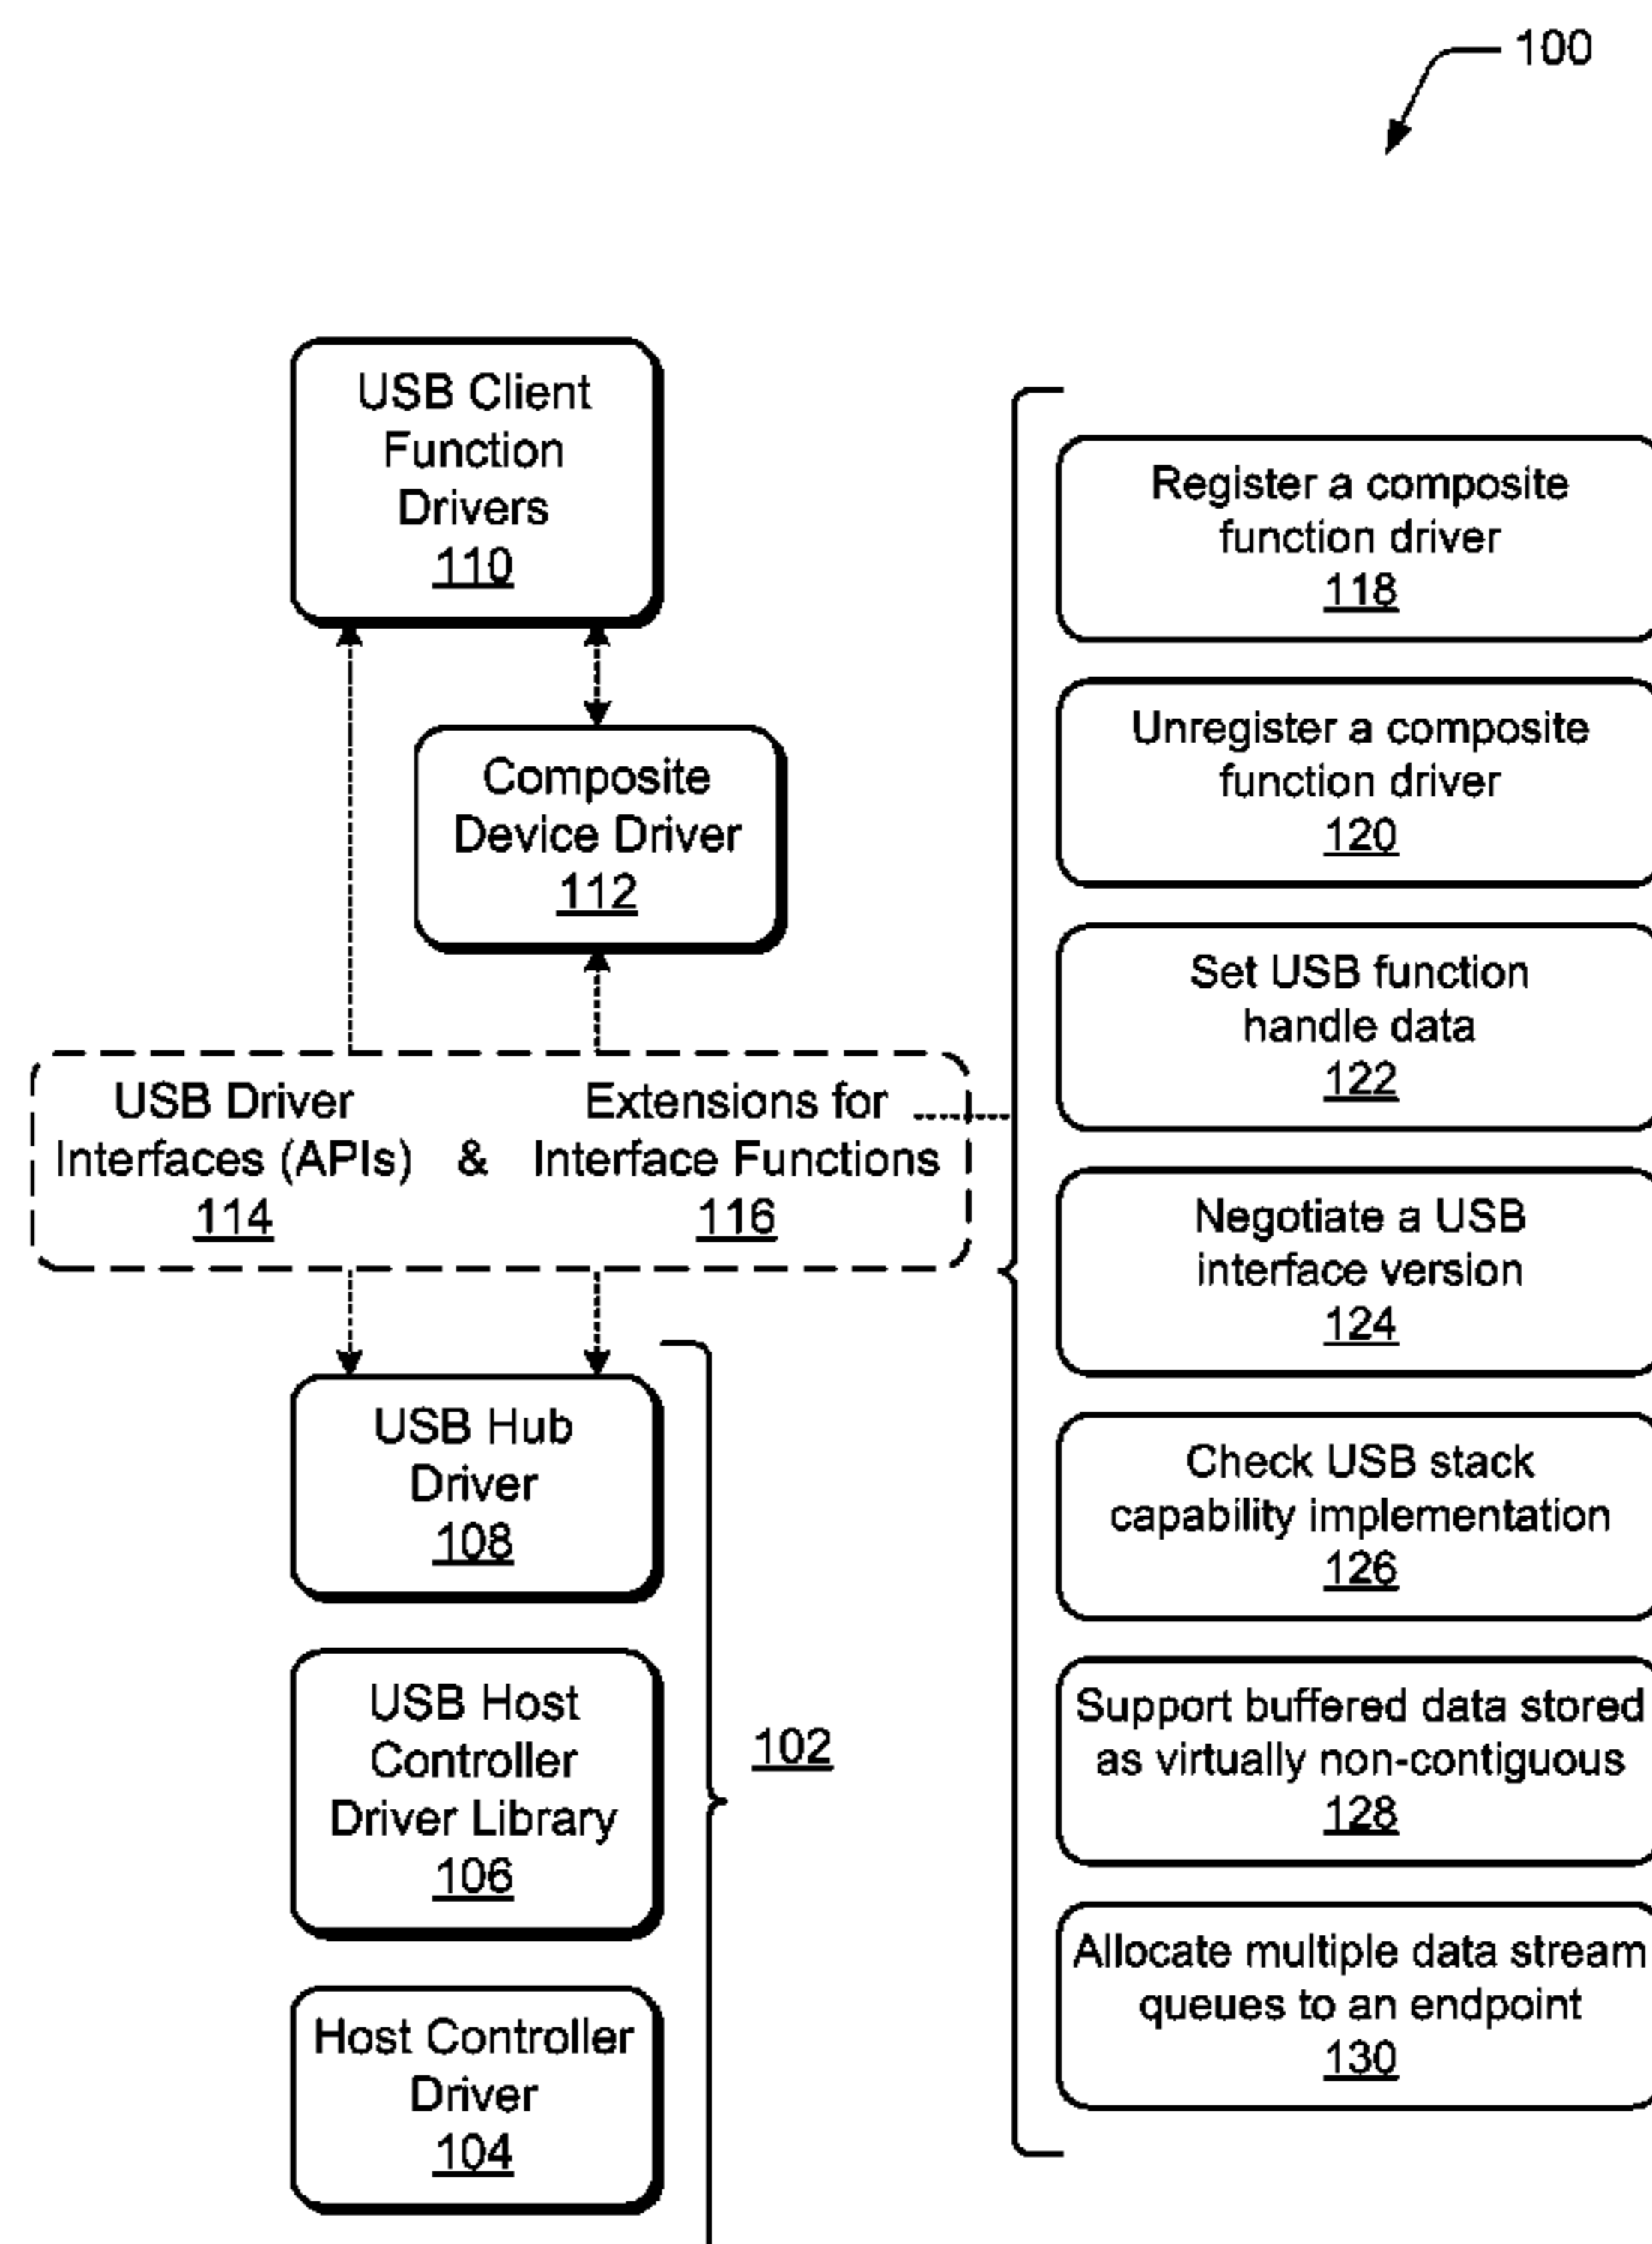 100
USB Client
Function
Drivers
110
Composite
Device Driver
112
USB Driver
Interfaces (APIs)
114
&
Extensions for
Interface Functions
116
USB Hub
Driver
108
USB Host
Controller
Driver Library
106
Host Controller
Driver
104
102
Register a composite
function driver
118
Unregister a composite
function driver
120
Set USB function
handle data
122
Negotiate a USB
interface version
124
Check USB stack
capability implementation
126
Support buffered data stored
as virtually non-contiguous
128
Allocate multiple data stream
queues to an endpoint
130